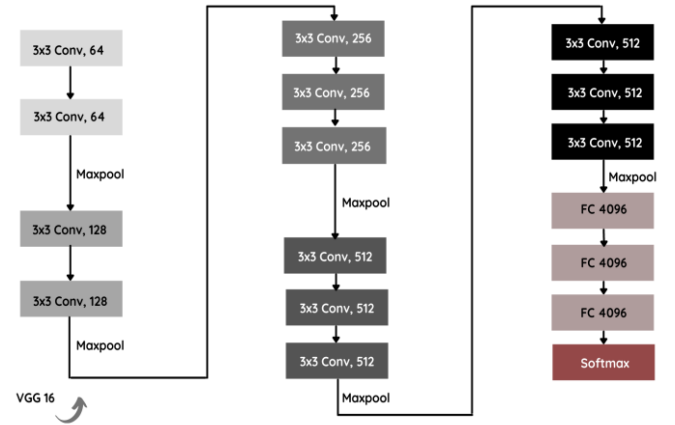 3x3 Conv, 64
3x3 Conv, 64
Maxpool
3x3 Conv, 128
3x3 Conv, 128
Maxpool
VGG 16
3x3 Conv, 256
3x3 Conv, 256
3x3 Conv, 256
Maxpool
3x3 Conv, 512
3x3 Conv, 512
3x3 Conv, 512
Maxpool
3x3 Conv, 512
3x3 Conv, 512
3x3 Conv, 512
Maxpool
FC 4096
FC 4096
FC 4096
Softmax